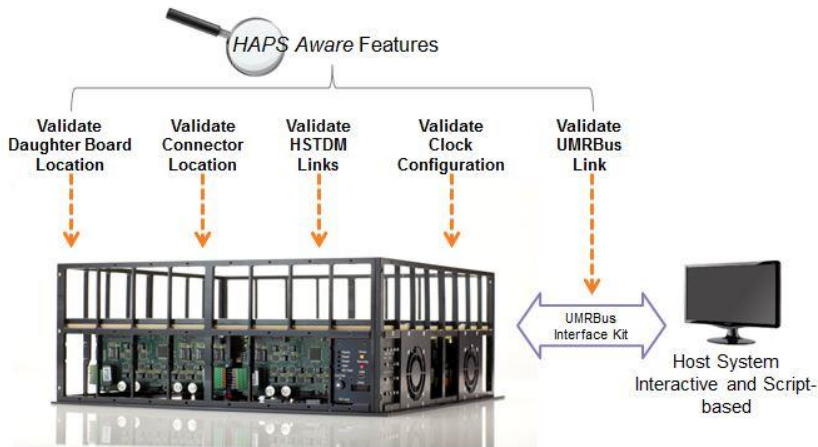 HAPS Aware Features
Validate
Daughter Board
Location
Validate
Connector
Location
Validate
HSTDM
Links
Validate
Clock
Configuration
Validate
UMRBus
Link
UMRBus
Interface Kit
Host System
Interactive and Script-
based